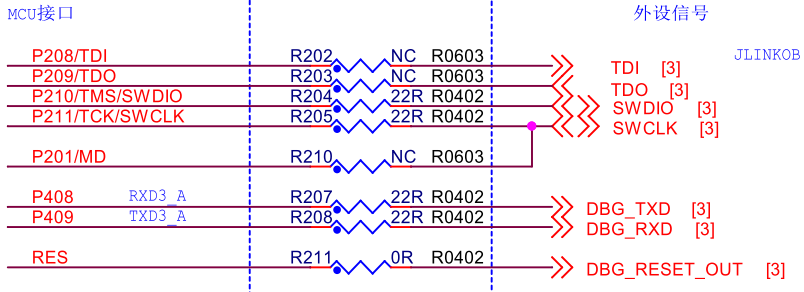 MCU接口 外设信号
P208/TDI R202 NC R0603 TDI [3] JLINKOB
P209/TDO R203 NC R0603 TDO [3]
P210/TMS/SWDIO R204 22R R0402 SWDIO [3]
P211/TCK/SWCLK R205 22R R0402 SWCLK [3]
P201/MD R210 NC R0603
P408 RXD3_A R207 22R R0402 DBG_TXD [3]
P409 TXD3_A R208 22R R0402 DBG_RXD [3]
RES R211 0R R0402 DBG_RESET_OUT [3]